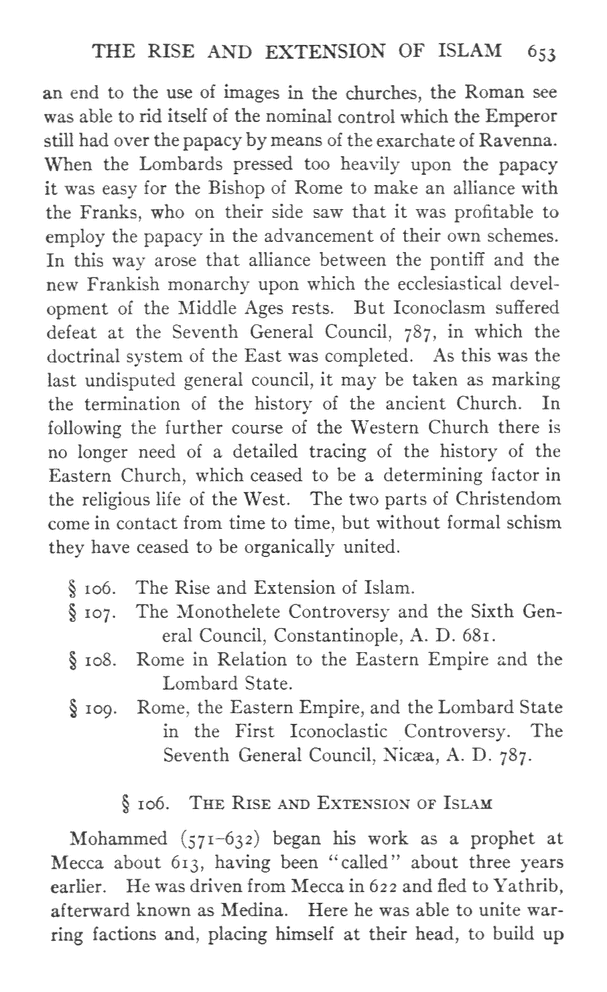 THE RISE AND EXTENSION OF ISLAM 653
an end to the use of images in the churches, the Roman see
was able to rid itself of the nominal control which the Emperor
still had over the papacy by means of the exarchate of Ravenna.
When the Lombards pressed too heavily upon the papacy
it was easy for the Bishop of Rome to make an alliance with
the Franks, who on their side saw that it was profitable to
employ the papacy in the advancement of their own schemes.
In this way arose that alliance between the pontiff and the
new Frankish monarchy upon which the ecclesiastical devel-
opment of the Middle Ages rests. But Iconoclasm suffered
defeat at the Seventh General Council, 787, in which the
doctrinal system of the East was completed. As this was the
last undisputed general council, it may be taken as marking
the termination of the history of the ancient Church. In
following the further course of the Western Church there is
no longer need of a detailed tracing of the history of the
Eastern Church, which ceased to be a determining factor in
the religious life of the West. The two parts of Christendom
come in contact from time to time, but without formal schism
they have ceased to be organically united.
§ 106. The Rise and Extension of Islam.
§ 107. The Monothelete Controversy and the Sixth Gen-
eral Council, Constantinople, A. D. 681.
§ 108. Rome in Relation to the Eastern Empire and the
Lombard State.
§ 109. Rome, the Eastern Empire, and the Lombard State
in the First Iconoclastic Controversy. The
Seventh General Council, Nicæa, A. D. 787.
§ 106. THE RISE AND EXTENSION OF ISLAM
Mohammed (571–632) began his work as a prophet at
Mecca about 613, having been "called" about three years
earlier. He was driven from Mecca in 622 and fled to Yathrib,
afterward known as Medina. Here he was able to unite war-
ring factions and, placing himself at their head, to build up